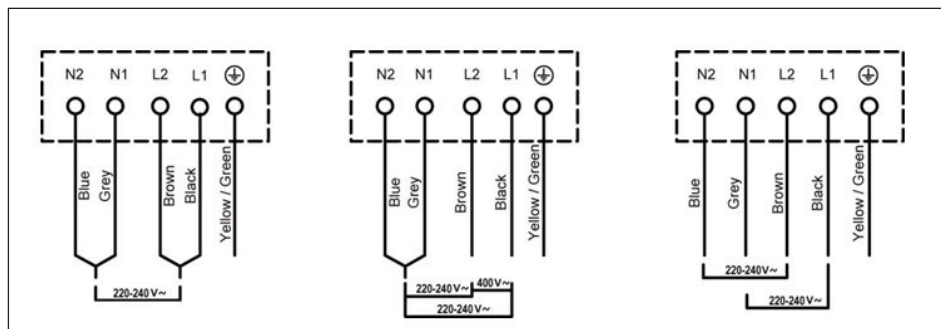 N2 N1 L2 L1
Blue
Grey
Brown
Black
Yellow / Green
220-240 V~
N2 N1 L2 L1
Blue
Grey
Brown
Black
Yellow / Green
220-240 V~ 400 V~
220-240 V~
N2 N1 L2 L1
Blue
Grey
Brown
Black
Yellow / Green
220-240 V~
220-240 V~